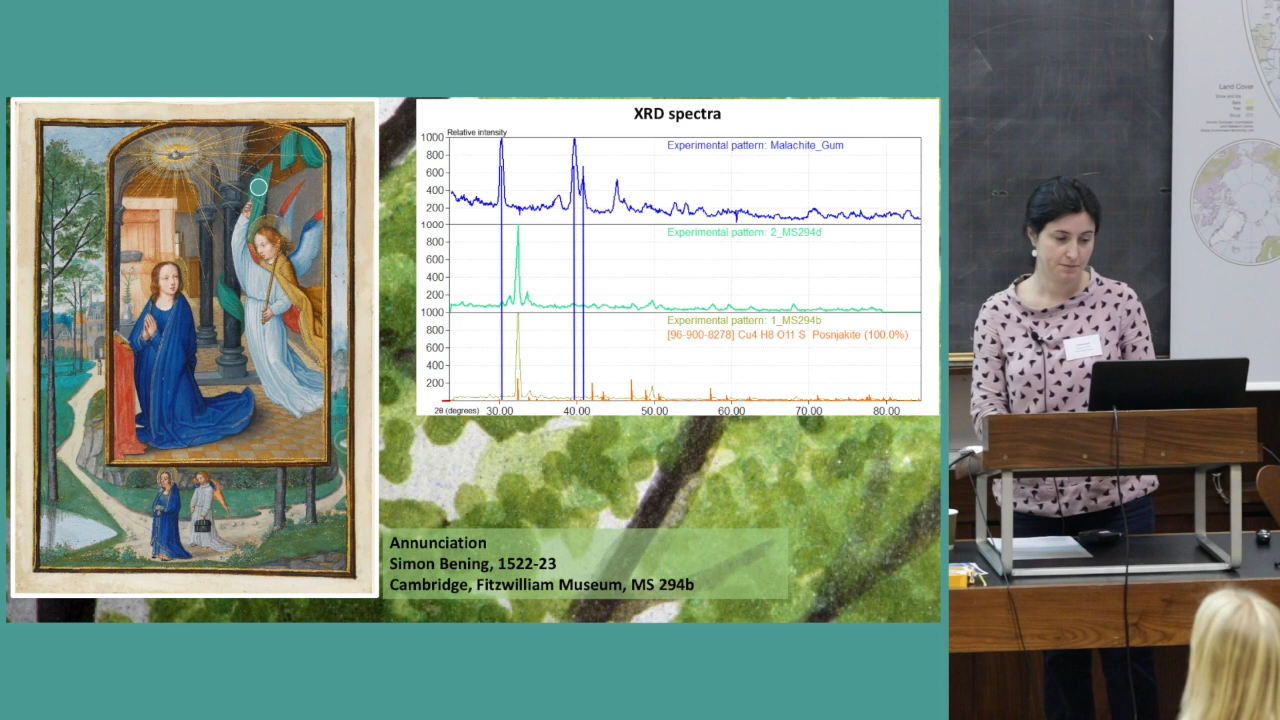 XRD spectra
Relative intensity
1000
800
600
400
200
Experimental pattern: Malachite_Gum
1000
800
600
400
200
Experimental pattern: 2_MS294d
1000
800
600
400
200
Experimental pattern: 1_MS294b
[96-900-8278] Cu4 H8 O11 S Posnjakite (100.0%)
2θ (degrees) 30.00 40.00 50.00 60.00 70.00 80.00
Annunciation
Simon Bening, 1522-23
Cambridge, Fitzwilliam Museum, MS 294b
Land Cover